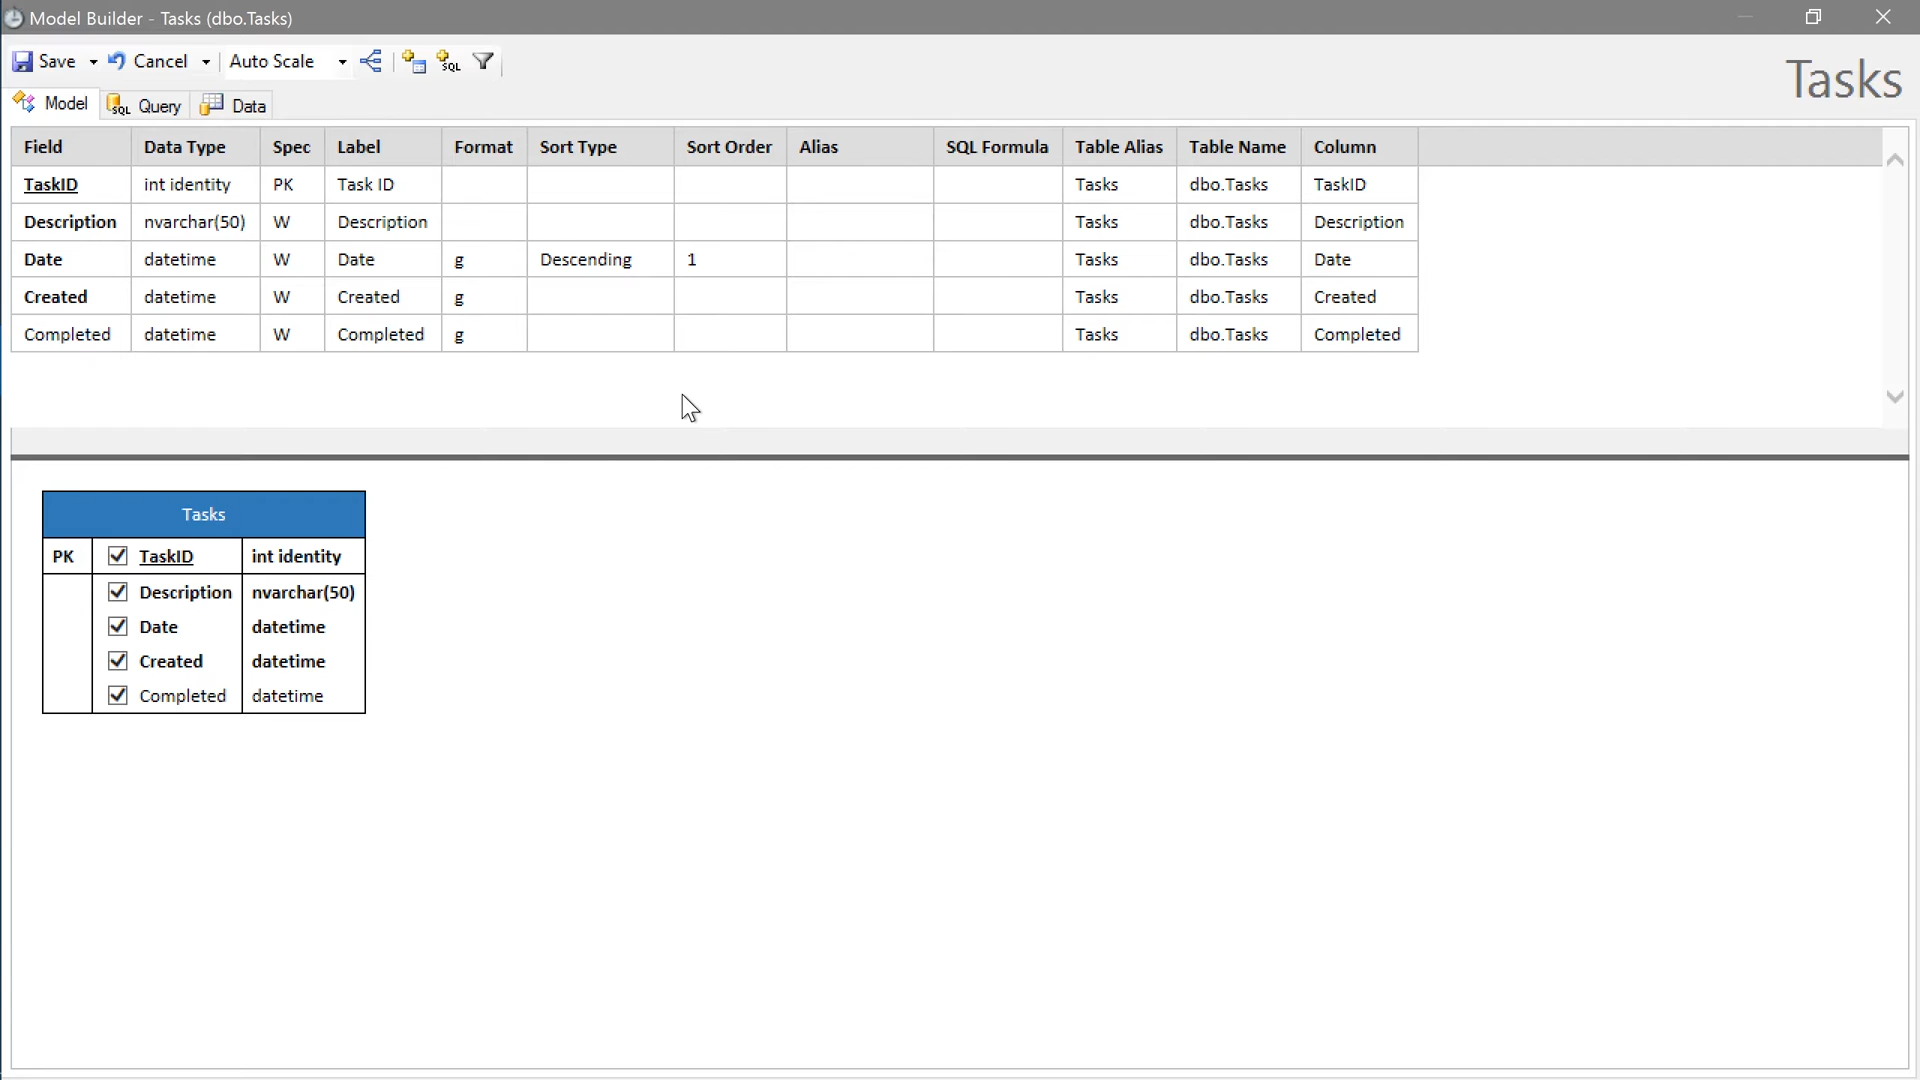 Model Builder - Tasks (dbo.Tasks)
Save Cancel Auto Scale SQL
Tasks
Model SQL Query Data
Field Data Type Spec Label Format Sort Type Sort Order Alias SQL Formula Table Alias Table Name Column
TaskID int identity PK Task ID Tasks dbo.Tasks TaskID
Description nvarchar(50) W Description Tasks dbo.Tasks Description
Date datetime W Date g Descending 1 Tasks dbo.Tasks Date
Created datetime W Created g Tasks dbo.Tasks Created
Completed datetime W Completed g Tasks dbo.Tasks Completed
Tasks
PK TaskID int identity
Description nvarchar(50)
Date datetime
Created datetime
Completed datetime